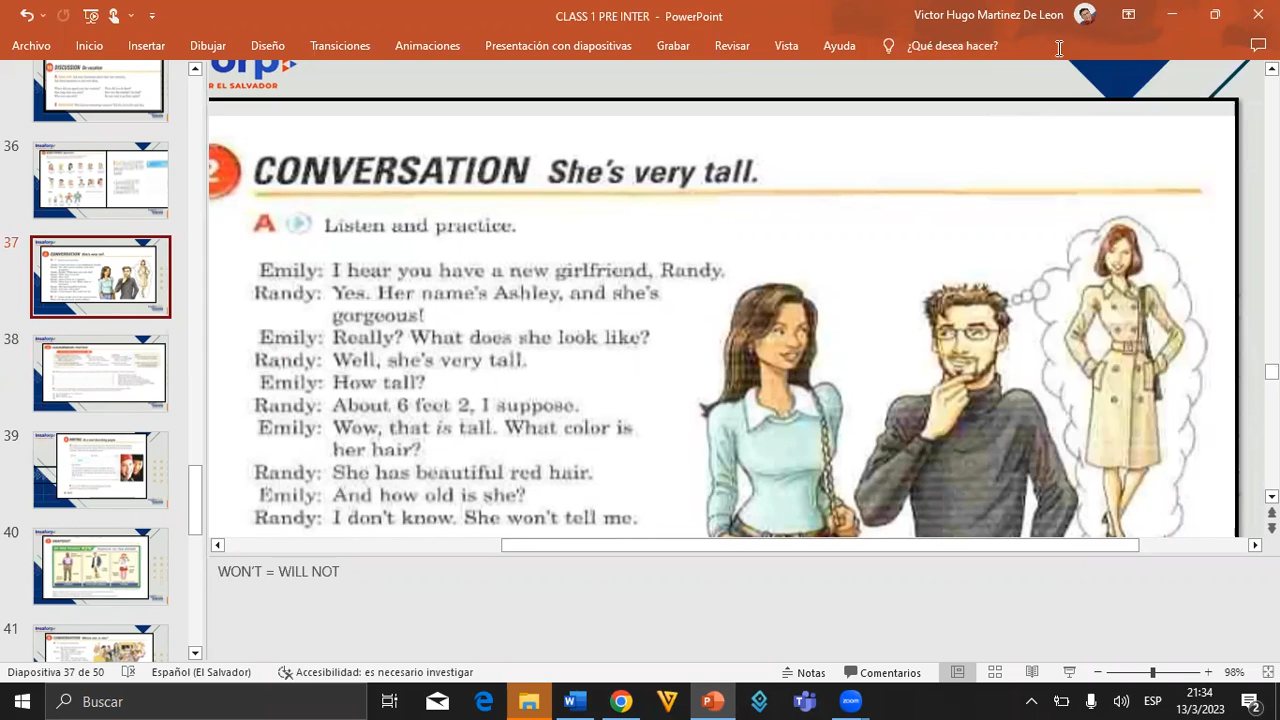 CLASS 1 PRE INTER - PowerPoint
Victor Hugo Martinez De Leon
Archivo Inicio Insertar Dibujar Diseño Transiciones Animaciones Presentación con diapositivas Grabar Revisar Vista Ayuda ¿Qué desea hacer?
R EL SALVADOR
36
37
38
39
40
41
2 CONVERSATION She's very tall.
A Listen and practice.
Emily: I hear you have a new girlfriend, Randy.
Randy: Yes. Her name's Ashley, and she's
gorgeous!
Emily: Really? What does she look like?
Randy: Well, she's very tall.
Emily: How tall?
Randy: About 6 feet 2, I suppose.
Emily: Wow, that is tall. What color is
her hair?
Randy: She has beautiful red hair.
Emily: And how old is she?
Randy: I don't know. She won't tell me.
WON'T = WILL NOT
Diapositiva 37 de 50 Español (El Salvador) Accesibilidad: es necesario investigar Notas Comentarios 98%
Buscar
ESP
21:34
13/3/2023
2